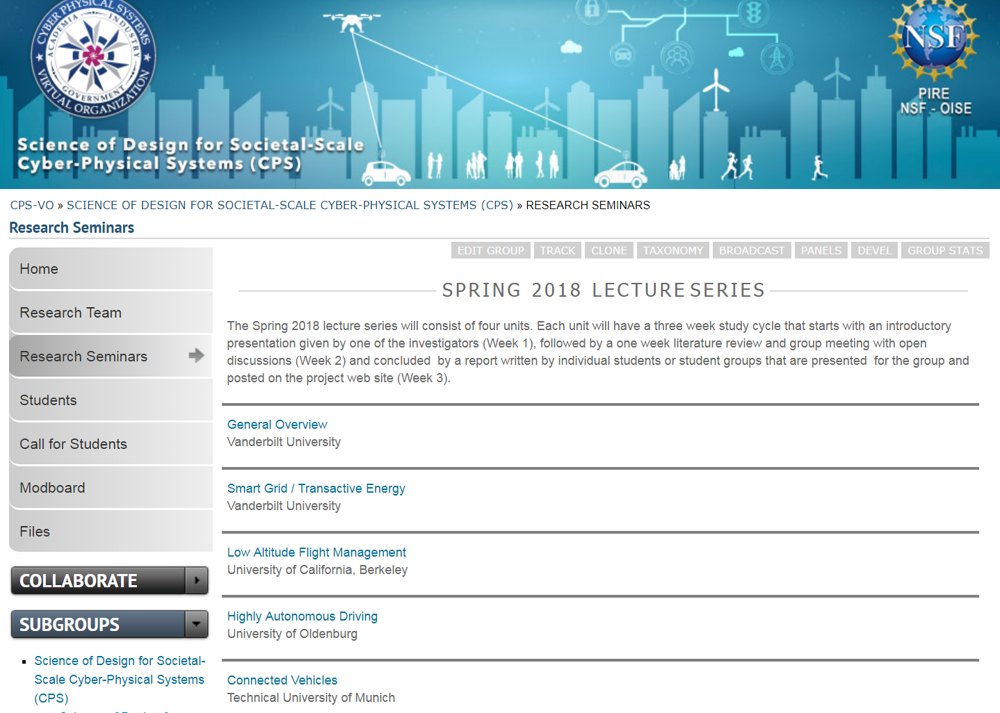 CYBER PHYSICAL SYSTEMS
ACADEMIA INDUSTRY
GOVERNMENT
VIRTUAL ORGANIZATION
NSF
PIRE
NSF - OISE
Science of Design for Societal-Scale
Cyber-Physical Systems (CPS)
CPS-VO » SCIENCE OF DESIGN FOR SOCIETAL-SCALE CYBER-PHYSICAL SYSTEMS (CPS) » RESEARCH SEMINARS
Research Seminars
EDIT GROUP TRACK CLONE TAXONOMY BROADCAST PANELS DEVEL GROUP STATS
Home
Research Team
Research Seminars
Students
Call for Students
Modboard
Files
COLLABORATE
SUBGROUPS
Science of Design for Societal-
Scale Cyber-Physical Systems
(CPS)
SPRING 2018 LECTURE SERIES
The Spring 2018 lecture series will consist of four units. Each unit will have a three week study cycle that starts with an introductory
presentation given by one of the investigators (Week 1), followed by a one week literature review and group meeting with open
discussions (Week 2) and concluded by a report written by individual students or student groups that are presented for the group and
posted on the project web site (Week 3).
General Overview
Vanderbilt University
Smart Grid / Transactive Energy
Vanderbilt University
Low Altitude Flight Management
University of California, Berkeley
Highly Autonomous Driving
University of Oldenburg
Connected Vehicles
Technical University of Munich